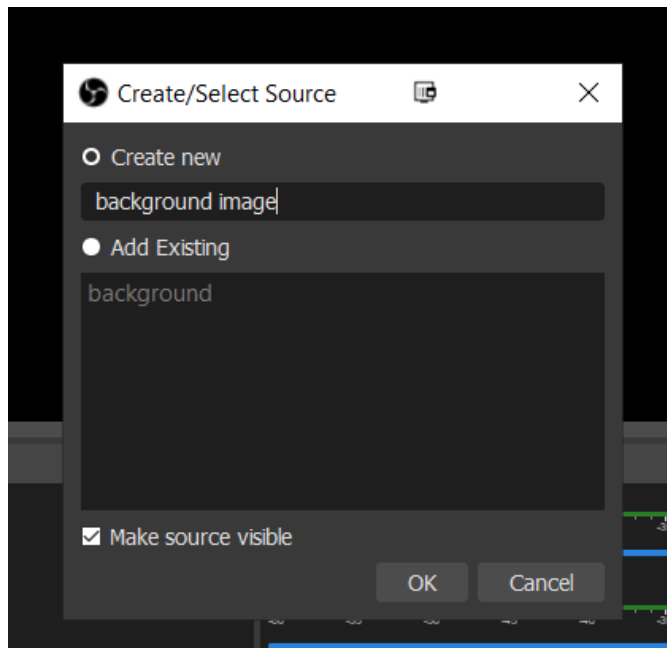 Create/Select Source
Create new
background image
Add Existing
background
Make source visible
OK Cancel